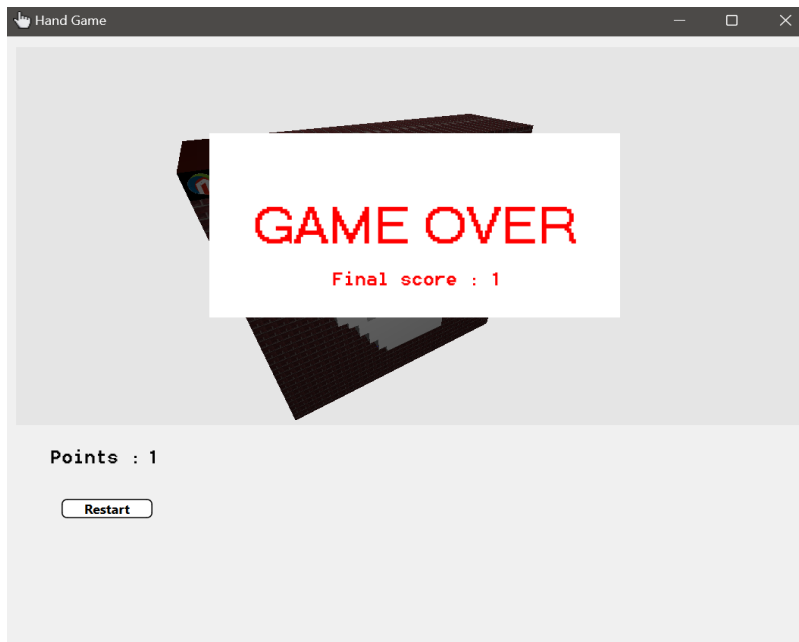 Hand Game
GAME OVER
Final score : 1
Points : 1
Restart